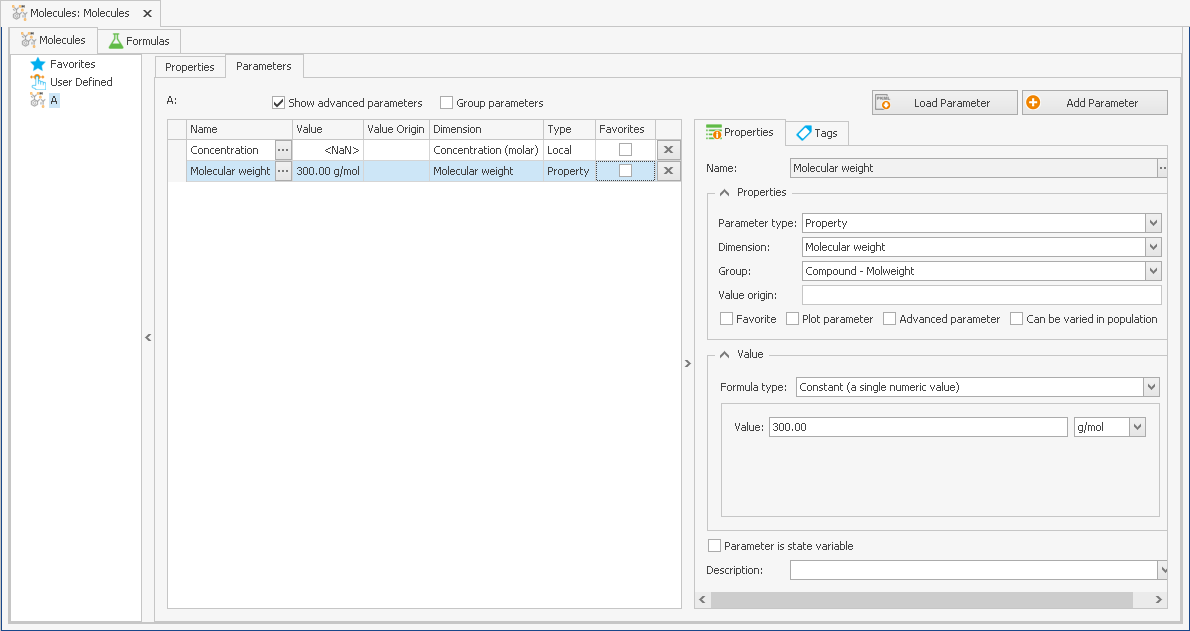 Molecules: Molecules
Molecules Formulas
Favorites
User Defined
A
Properties Parameters
A:
Show advanced parameters Group parameters
Load Parameter Add Parameter
Name Value Value Origin Dimension Type Favorites
Concentration ... <NaN> Concentration (molar) Local
Molecular weight ... 300.00 g/mol Molecular weight Property
Properties Tags
Name: Molecular weight
Properties
Parameter type: Property
Dimension: Molecular weight
Group: Compound - Molweight
Value origin:
Favorite Plot parameter Advanced parameter Can be varied in population
Value
Formula type: Constant (a single numeric value)
Value: 300.00 g/mol
Parameter is state variable
Description: